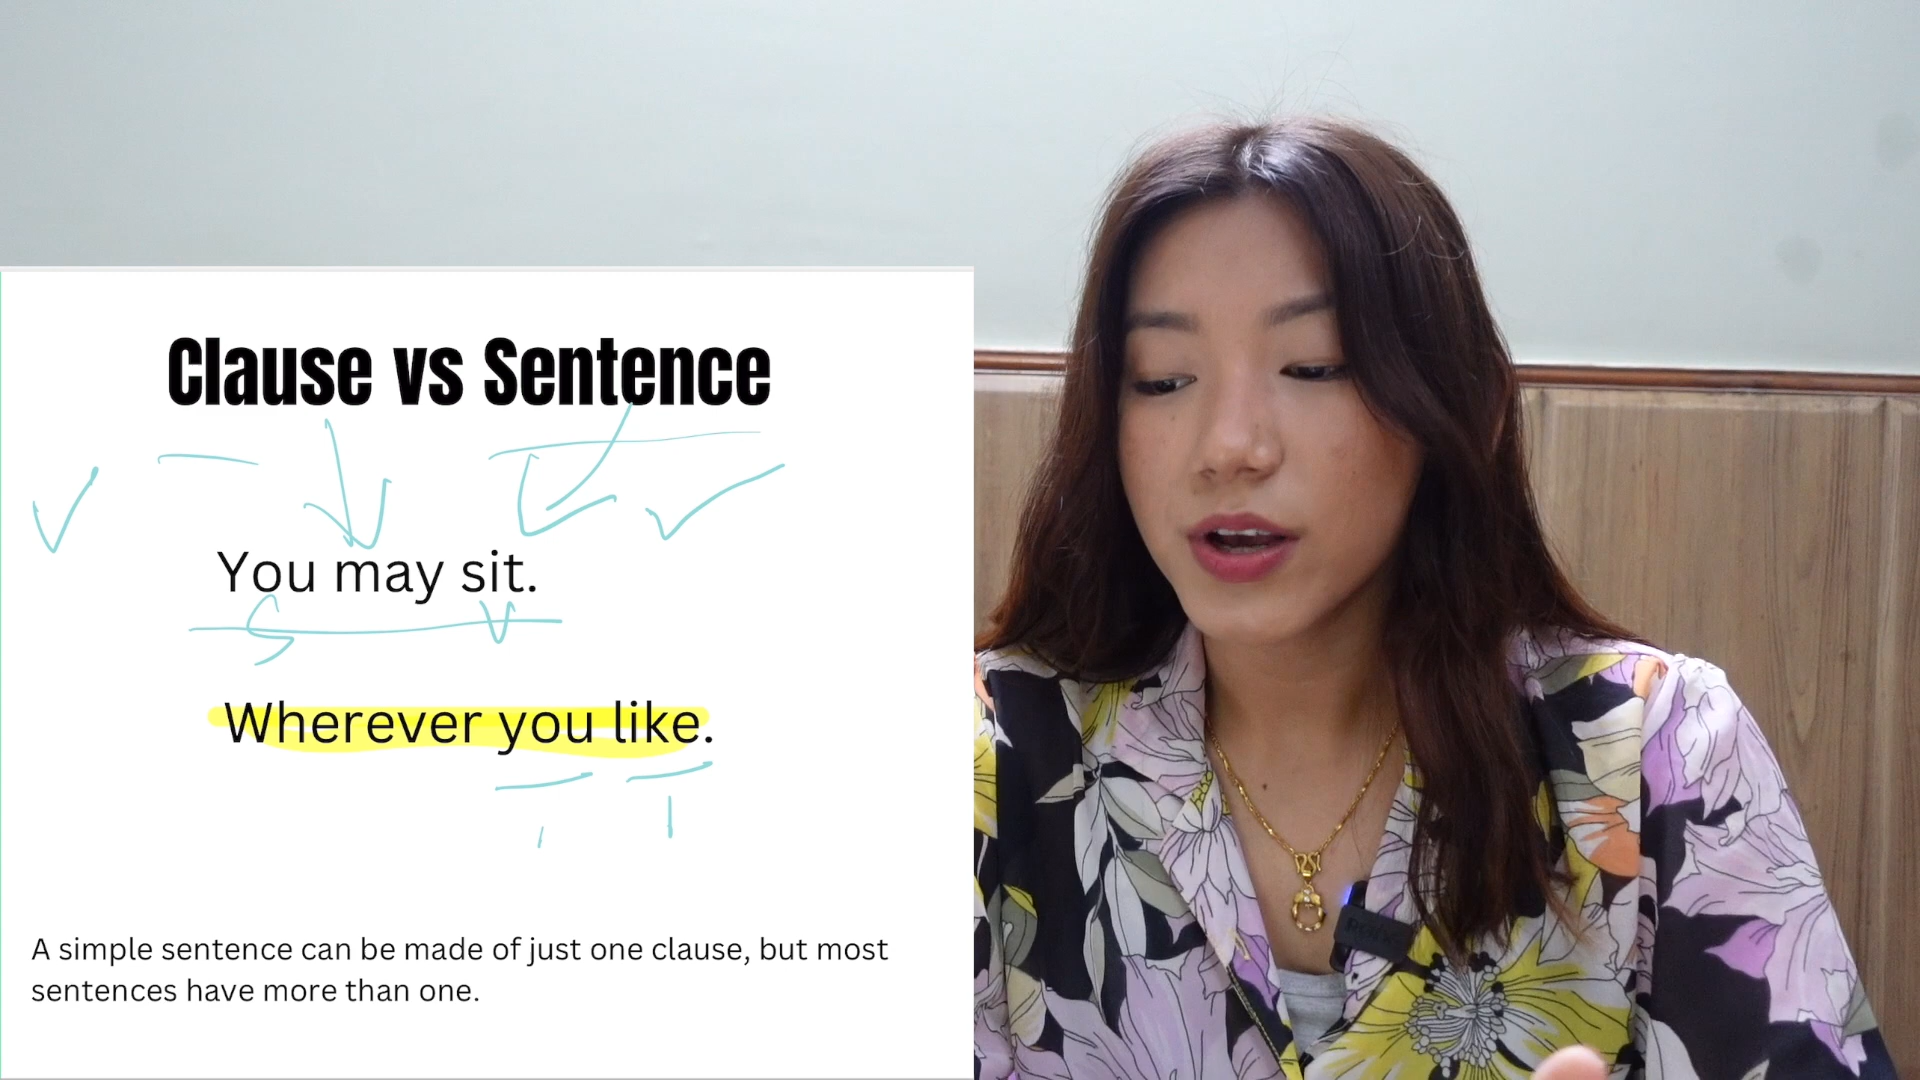 Clause vs Sentence
You may sit.
S V
Wherever you like.
A simple sentence can be made of just one clause, but most
sentences have more than one.